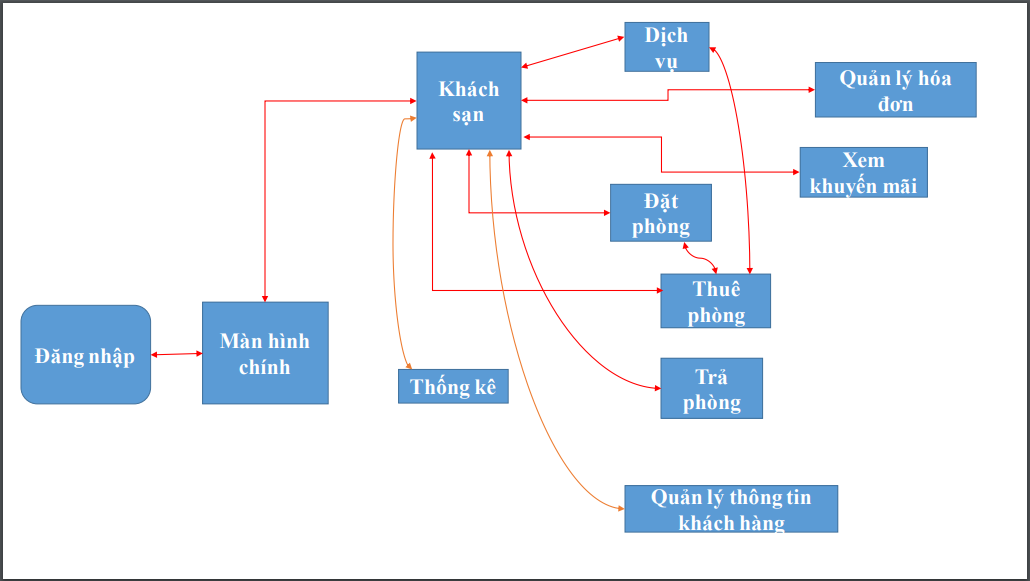 Dịch
vụ
Khách
sạn
Quản lý hóa
đơn
Xem
khuyến mãi
Đặt
phòng
Thuê
phòng
Đăng nhập
Màn hình
chính
Thống kê
Trả
phòng
Quản lý thông tin
khách hàng